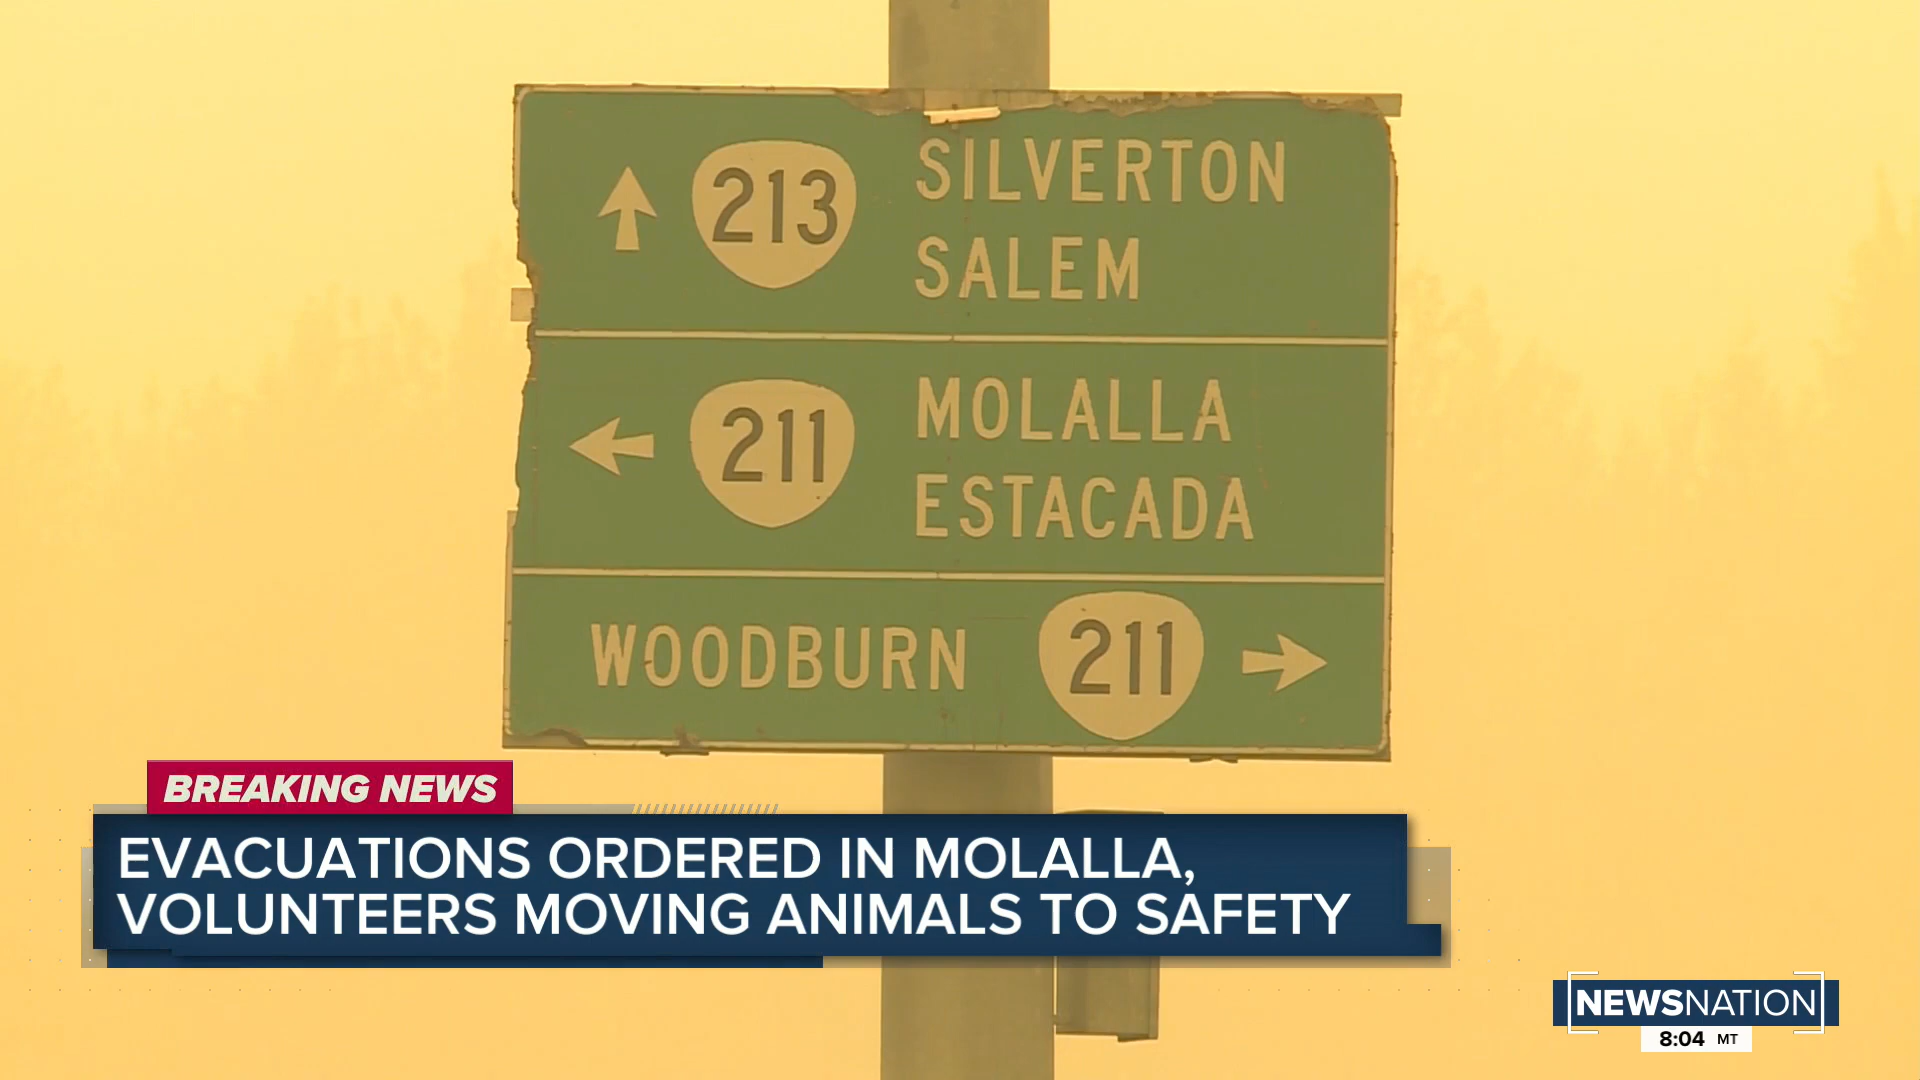 213 SILVERTON
SALEM
211 MOLALLA
ESTACADA
WOODBURN 211
BREAKING NEWS
EVACUATIONS ORDERED IN MOLALLA,
VOLUNTEERS MOVING ANIMALS TO SAFETY
NEWSNATION
8:04 MT